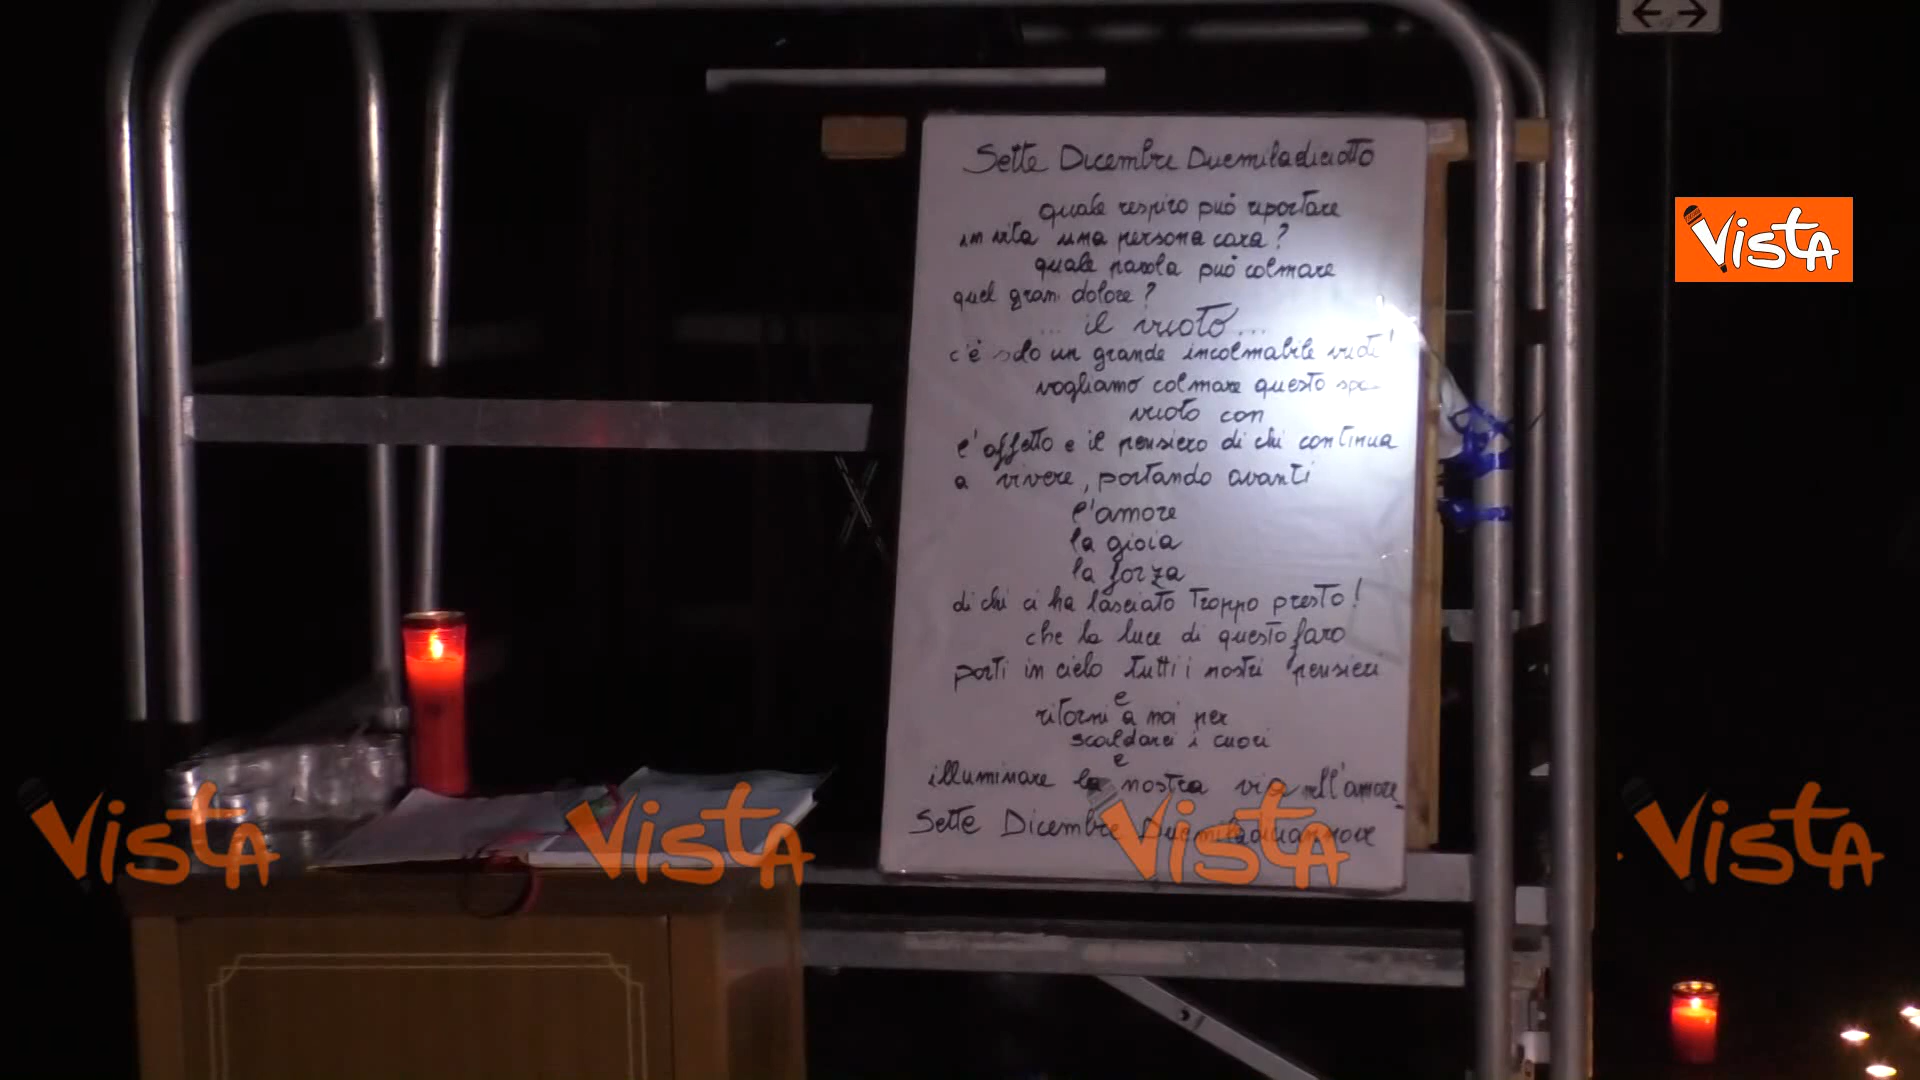 Sette Dicembre Duemiladiciotto
quale respiro può riportare
in vita una persona cara?
quale parola può colmare
quel gran dolore?
... il vuoto ...
c'è solo un grande incolmabile vuoto!
vogliamo colmare questo
vuoto con
l'affetto e il pensiero di chi continua
a vivere, portando avanti
l'amore
la gioia
la forza
di chi ci ha lasciato troppo presto!
che la luce di questo faro
porti in cielo tutti i nostri pensieri
e
ritorni a noi per
scaldarci i cuori
e
illuminare la nostra via nell'amore
Sette Dicembre Duemiladiciannove
Vista
Vista
Vista
Vista
Vista